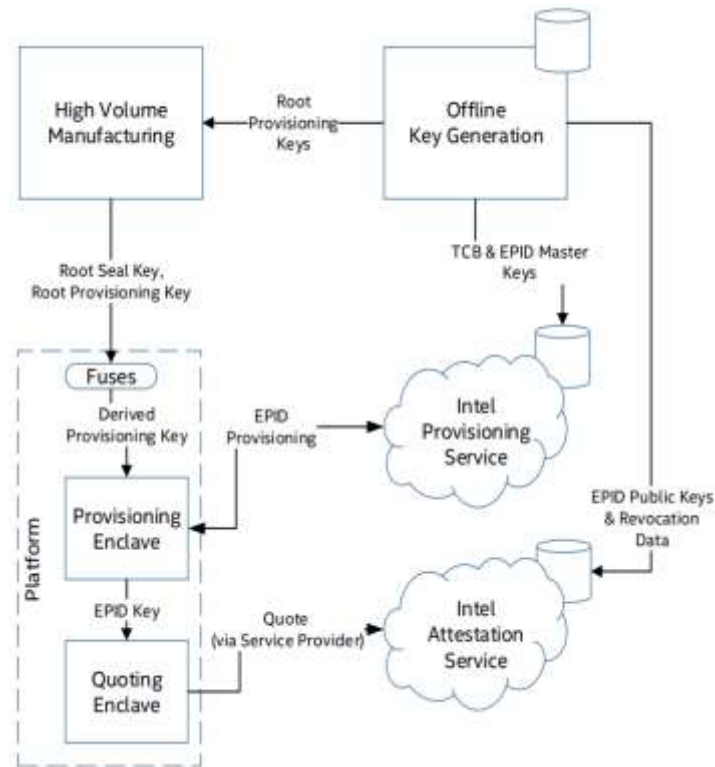 High Volume
Manufacturing
Root
Provisioning
Keys
Offline
Key Generation
Root Seal Key,
Root Provisioning Key
TCB & EPID Master
Keys
Fuses
Derived
Provisioning Key
EPID
Provisioning
Intel
Provisioning
Service
Platform
Provisioning
Enclave
EPID Public Keys
& Revocation
Data
EPID Key
Quote
(via Service Provider)
Intel
Attestation
Service
Quoting
Enclave